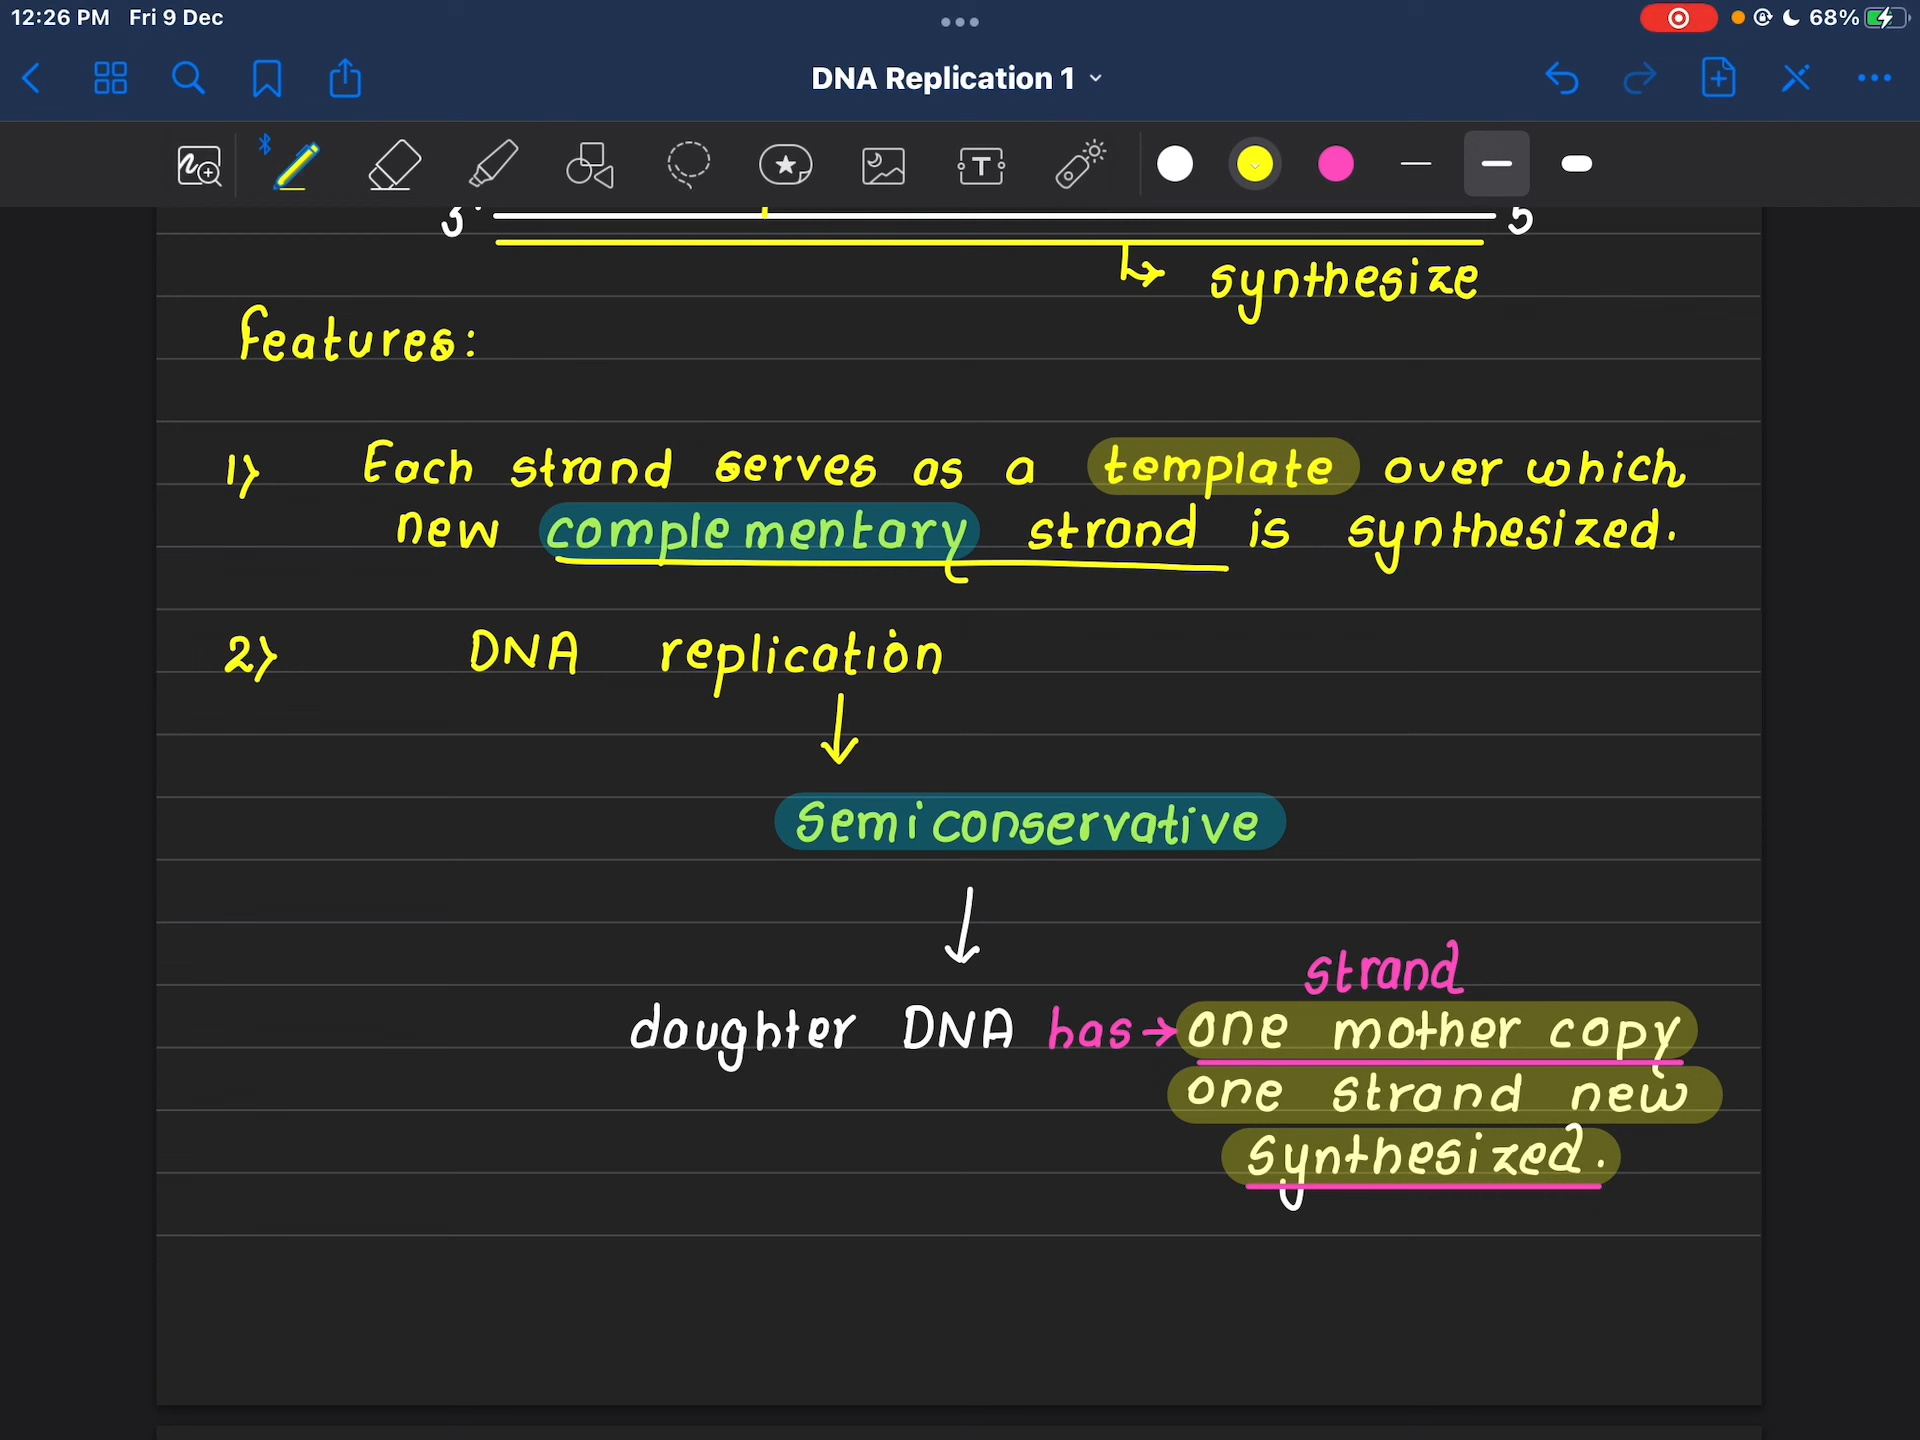 12:26 PM Fri 9 Dec
68%
DNA Replication 1
T
3' 5
synthesize
features:
1) Each strand serves as a template over which
new complementary strand is synthesized.
2) DNA replication
Semiconservative
strand
daughter DNA has → one mother copy
one strand new
synthesized.